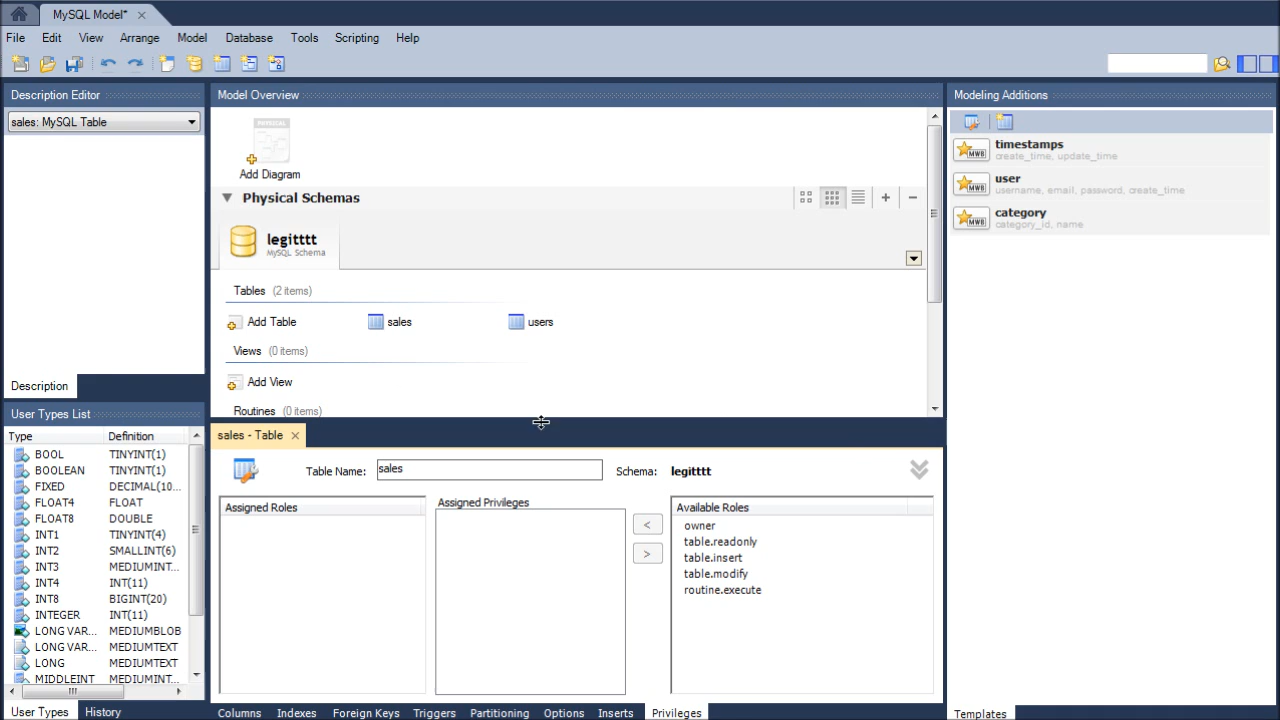 MySQL Model*
File Edit View Arrange Model Database Tools Scripting Help
Description Editor
sales: MySQL Table
Description
User Types List
Type Definition
BOOL TINYINT(1)
BOOLEAN TINYINT(1)
FIXED DECIMAL(10...
FLOAT4 FLOAT
FLOAT8 DOUBLE
INT1 TINYINT(4)
INT2 SMALLINT(6)
INT3 MEDIUMINT...
INT4 INT(11)
INT8 BIGINT(20)
INTEGER INT(11)
LONG VAR... MEDIUMBLOB
LONG VAR... MEDIUMTEXT
LONG MEDIUMTEXT
MIDDLEINT MEDIUMINT...
User Types History
Model Overview
PHYSICAL
Add Diagram
Physical Schemas
legitttt
MySQL Schema
Tables (2 items)
Add Table sales users
Views (0 items)
Add View
Routines (0 items)
sales - Table
Table Name: sales Schema: legitttt
Assigned Roles
Assigned Privileges
<
>
Available Roles
owner
table.readonly
table.insert
table.modify
routine.execute
Columns Indexes Foreign Keys Triggers Partitioning Options Inserts Privileges
Modeling Additions
MWB timestamps
create_time, update_time
MWB user
username, email, password, create_time
MWB category
category_id, name
Templates